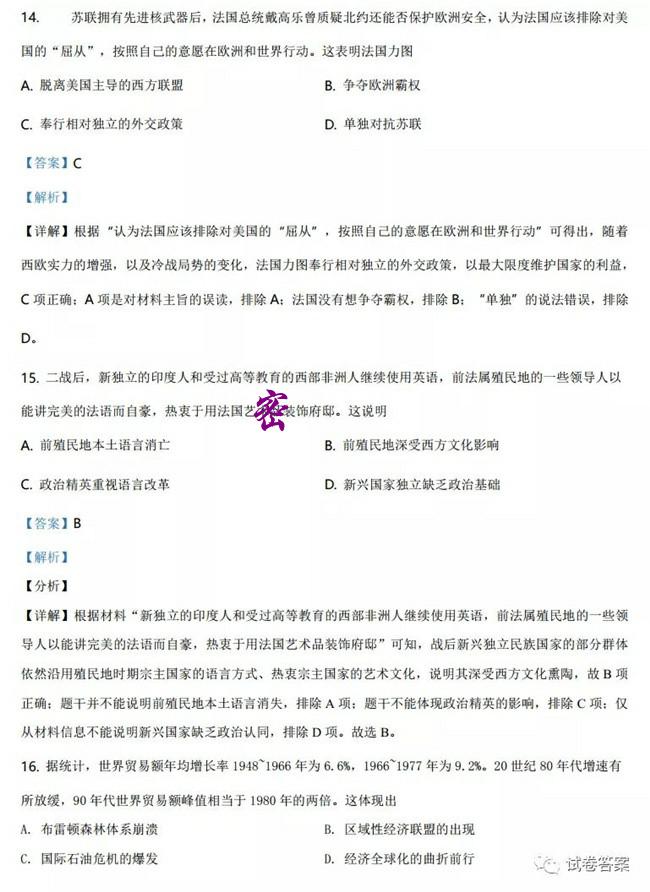 14. 苏联拥有先进核武器后，法国总统戴高乐曾质疑北约还能否保护欧洲安全，认为法国应该排除对美
国的“屈从”，按照自己的意愿在欧洲和世界行动。这表明法国力图
A. 脱离美国主导的西方联盟 B. 争夺欧洲霸权
C. 奉行相对独立的外交政策 D. 单独对抗苏联
【答案】C
【解析】
【详解】根据“认为法国应该排除对美国的“屈从”，按照自己的意愿在欧洲和世界行动”可得出，随着
西欧实力的增强，以及冷战局势的变化，法国力图奉行相对独立的外交政策，以最大限度维护国家的利益，
C 项正确；A 项是对材料主旨的误读，排除 A；法国没有想争夺霸权，排除 B；“单独”的说法错误，排除
D。
15. 二战后，新独立的印度人和受过高等教育的西部非洲人继续使用英语，前法属殖民地的一些领导人以
能讲完美的法语而自豪，热衷于用法国艺 装饰府邸。这说明
密
A. 前殖民地本土语言消亡 B. 前殖民地深受西方文化影响
C. 政治精英重视语言改革 D. 新兴国家独立缺乏政治基础
【答案】B
【解析】
【分析】
【详解】根据材料“新独立的印度人和受过高等教育的西部非洲人继续使用英语，前法属殖民地的一些领
导人以能讲完美的法语而自豪，热衷于用法国艺术品装饰府邸”可知，战后新兴独立民族国家的部分群体
依然沿用殖民地时期宗主国家的语言方式、热衷宗主国家的艺术文化，说明其深受西方文化熏陶，故 B 项
正确；题干并不能说明前殖民地本土语言消失，排除 A 项；题干不能体现政治精英的影响，排除 C 项；仅
从材料信息不能说明新兴国家缺乏政治认同，排除 D 项。故选 B。
16. 据统计，世界贸易额年均增长率 1948~1966 年为 6.6%，1966~1977 年为 9.2%。20 世纪 80 年代增速有
所放缓，90 年代世界贸易额峰值相当于 1980 年的两倍。这体现出
A. 布雷顿森林体系崩溃 B. 区域性经济联盟的出现
C. 国际石油危机的爆发 D. 经济全球化的曲折前行
试卷答案